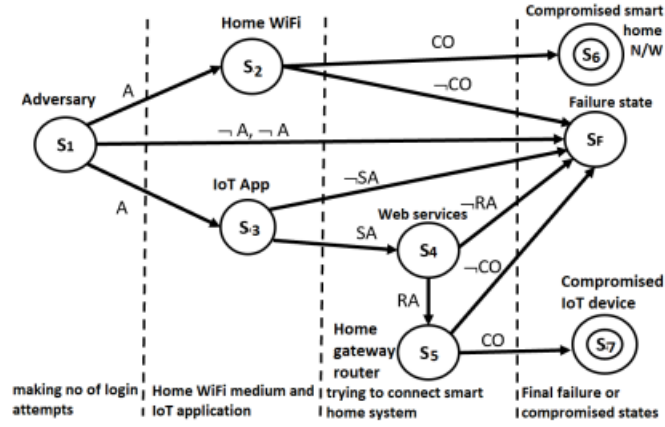 Home WiFi
Compromised smart
home
N/W
CO
S2
S6
¬CO
Adversary
A
Failure state
S1
¬ A, ¬ A
SF
IoT App
¬SA
A
S3
Web services
¬RA
SA
S4
¬CO
RA
Compromised
IoT device
Home
gateway
router
S5
CO
S7
making no of login
attempts
Home WiFi medium and
IoT application
trying to connect smart
home system
Final failure or
compromised states